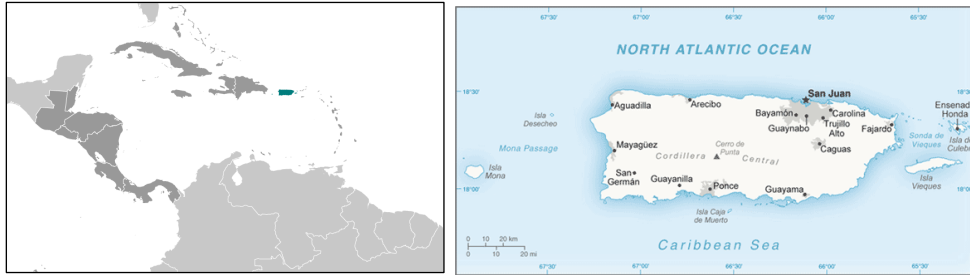 67°30'
67°00'
66°30'
66°00'
65°30'
NORTH ATLANTIC OCEAN
18°30'
18°30'
San Juan
Aguadilla
Arecibo
Bayamón
Carolina
Ensenada
Honda
Isla
Desecheo
Guaynabo
Trujillo
Alto
Fajardo
Isla de
Culebra
Mona Passage
Mayagüez
Cordillera
Cerro de
Punta
Central
Caguas
Sonda de
Vieques
Isla
Mona
San
Germán
Guayanilla
Ponce
Guayama
Isla
Vieques
18°00'
18°00'
Isla Caja
de Muerto
Caribbean Sea
0 10 20 km
0 10 20 mi
67°30'
67°00'
66°30'
66°00'
65°30'